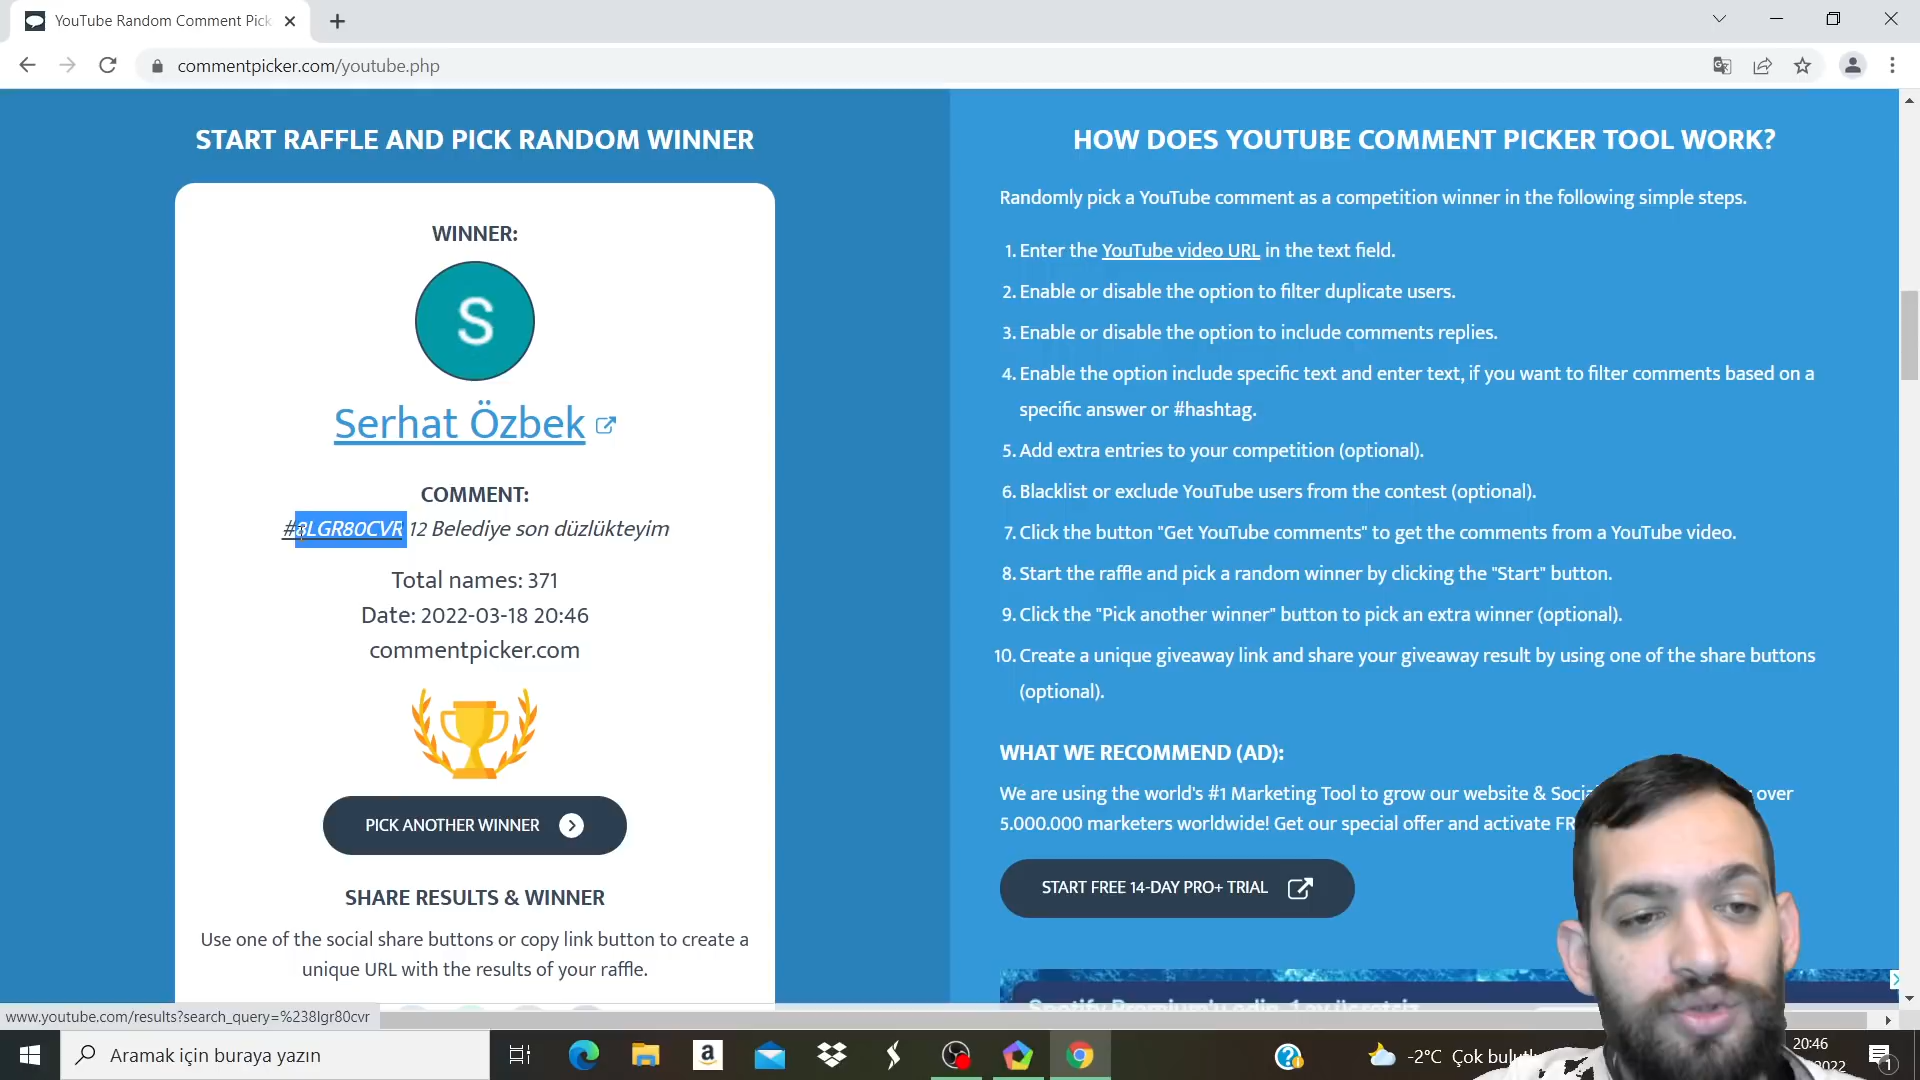 YouTube Random Comment Pick
commentpicker.com/youtube.php
START RAFFLE AND PICK RANDOM WINNER
WINNER:
S
Serhat Özbek
COMMENT:
#8LGR80CVR 12 Belediye son düzlükteyim
Total names: 371
Date: 2022-03-18 20:46
commentpicker.com
PICK ANOTHER WINNER
SHARE RESULTS & WINNER
Use one of the social share buttons or copy link button to create a
unique URL with the results of your raffle.
HOW DOES YOUTUBE COMMENT PICKER TOOL WORK?
Randomly pick a YouTube comment as a competition winner in the following simple steps.
1. Enter the YouTube video URL in the text field.
2. Enable or disable the option to filter duplicate users.
3. Enable or disable the option to include comments replies.
4. Enable the option include specific text and enter text, if you want to filter comments based on a
specific answer or #hashtag.
5. Add extra entries to your competition (optional).
6. Blacklist or exclude YouTube users from the contest (optional).
7. Click the button "Get YouTube comments" to get the comments from a YouTube video.
8. Start the raffle and pick a random winner by clicking the "Start" button.
9. Click the "Pick another winner" button to pick an extra winner (optional).
10. Create a unique giveaway link and share your giveaway result by using one of the share buttons
(optional).
WHAT WE RECOMMEND (AD):
We are using the world's #1 Marketing Tool to grow our website & Socia over
5.000.000 marketers worldwide! Get our special offer and activate FR
START FREE 14-DAY PRO+ TRIAL
www.youtube.com/results?search_query=%238lgr80cvr
Aramak için buraya yazın
-2°C Çok bulutlu
20:46
2022
1